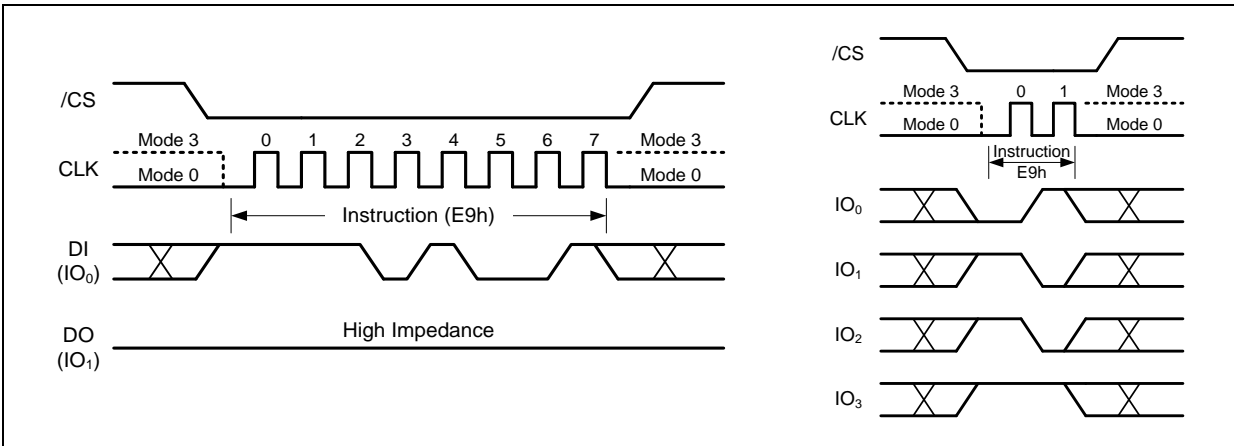 /CS
Mode 3 0 1 2 3 4 5 6 7 Mode 3
CLK
Mode 0 Mode 0
Instruction (E9h)
DI
(IO₀)
High Impedance
DO
(IO₁)
/CS
Mode 3 0 1 Mode 3
CLK
Mode 0 Mode 0
Instruction
E9h
IO₀
IO₁
IO₂
IO₃